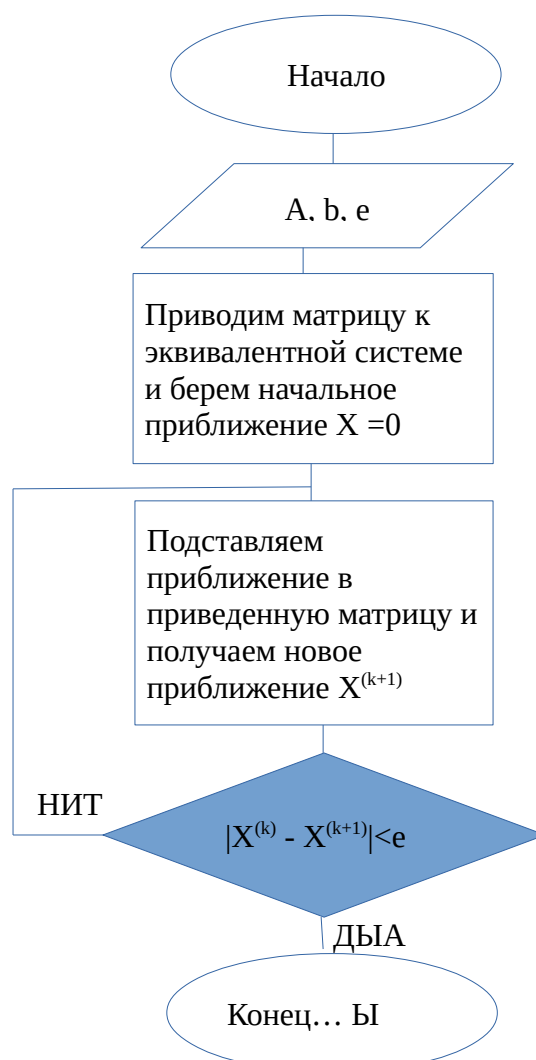 Начало
A, b, e
Приводим матрицу к
эквивалентной системе
и берем начальное
приближение X =0
Подставляем
приближение в
приведенную матрицу и
получаем новое
приближение X^(k+1)
НИТ
|X^(k) - X^(k+1)|<e
ДЫА
Конец... Ы